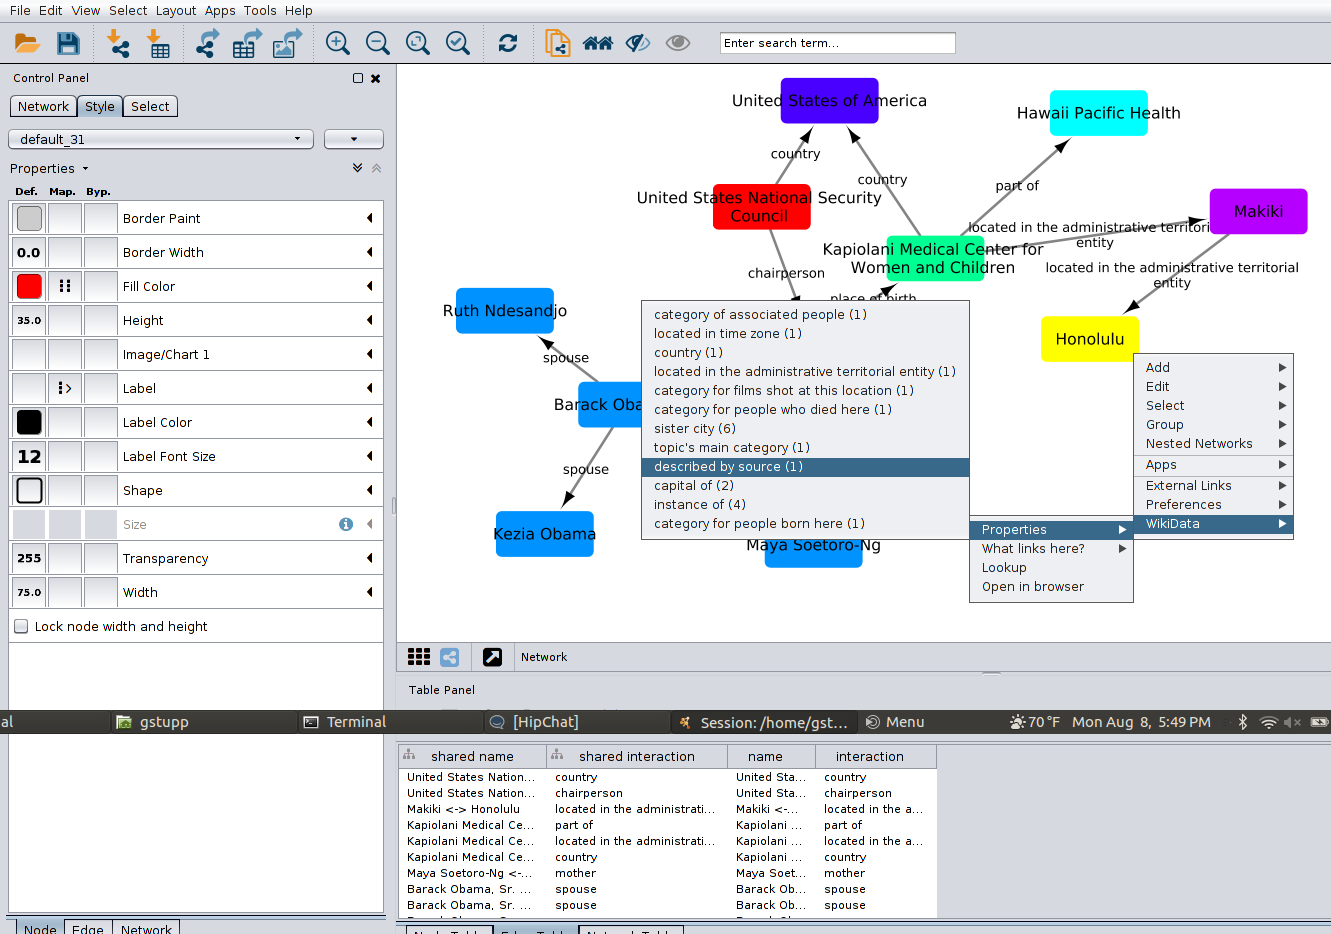 File Edit View Select Layout Apps Tools Help
Enter search term...
Control Panel
Network Style Select
default_31
Properties
Def. Map. Byp.
Border Paint
0.0 Border Width
Fill Color
35.0 Height
Image/Chart 1
Label
Label Color
12 Label Font Size
Shape
Size
255 Transparency
75.0 Width
Lock node width and height
United States of America
Hawaii Pacific Health
country
country
part of
United States National Security
Council
Makiki
located in the administrative territori
entity
Kapiolani Medical Center for
Women and Children
located in the administrative territorial
entity
chairperson
place of birth
Ruth Ndesandjo
spouse
Honolulu
Barack Oba
spouse
Kezia Obama
Maya Soetoro-Ng
category of associated people (1)
located in time zone (1)
country (1)
located in the administrative territorial entity (1)
category for films shot at this location (1)
category for people who died here (1)
sister city (6)
topic's main category (1)
described by source (1)
capital of (2)
instance of (4)
category for people born here (1)
Add
Edit
Select
Group
Nested Networks
Apps
External Links
Preferences
WikiData
Properties
What links here?
Lookup
Open in browser
Network
Table Panel
al gstupp Terminal [HipChat] Session: /home/gst... Menu 70 °F Mon Aug 8, 5:49 PM
shared name shared interaction name interaction
United States Nation... country United Sta... country
United States Nation... chairperson United Sta... chairperson
Makiki <-> Honolulu located in the administrati... Makiki <-... located in the a...
Kapiolani Medical Ce... part of Kapiolani ... part of
Kapiolani Medical Ce... located in the administrati... Kapiolani ... located in the a...
Kapiolani Medical Ce... country Kapiolani ... country
Maya Soetoro-Ng <-... mother Maya Soet... mother
Barack Obama, Sr. ... spouse Barack Ob... spouse
Barack Obama, Sr. ... spouse Barack Ob... spouse
Node Edge Network